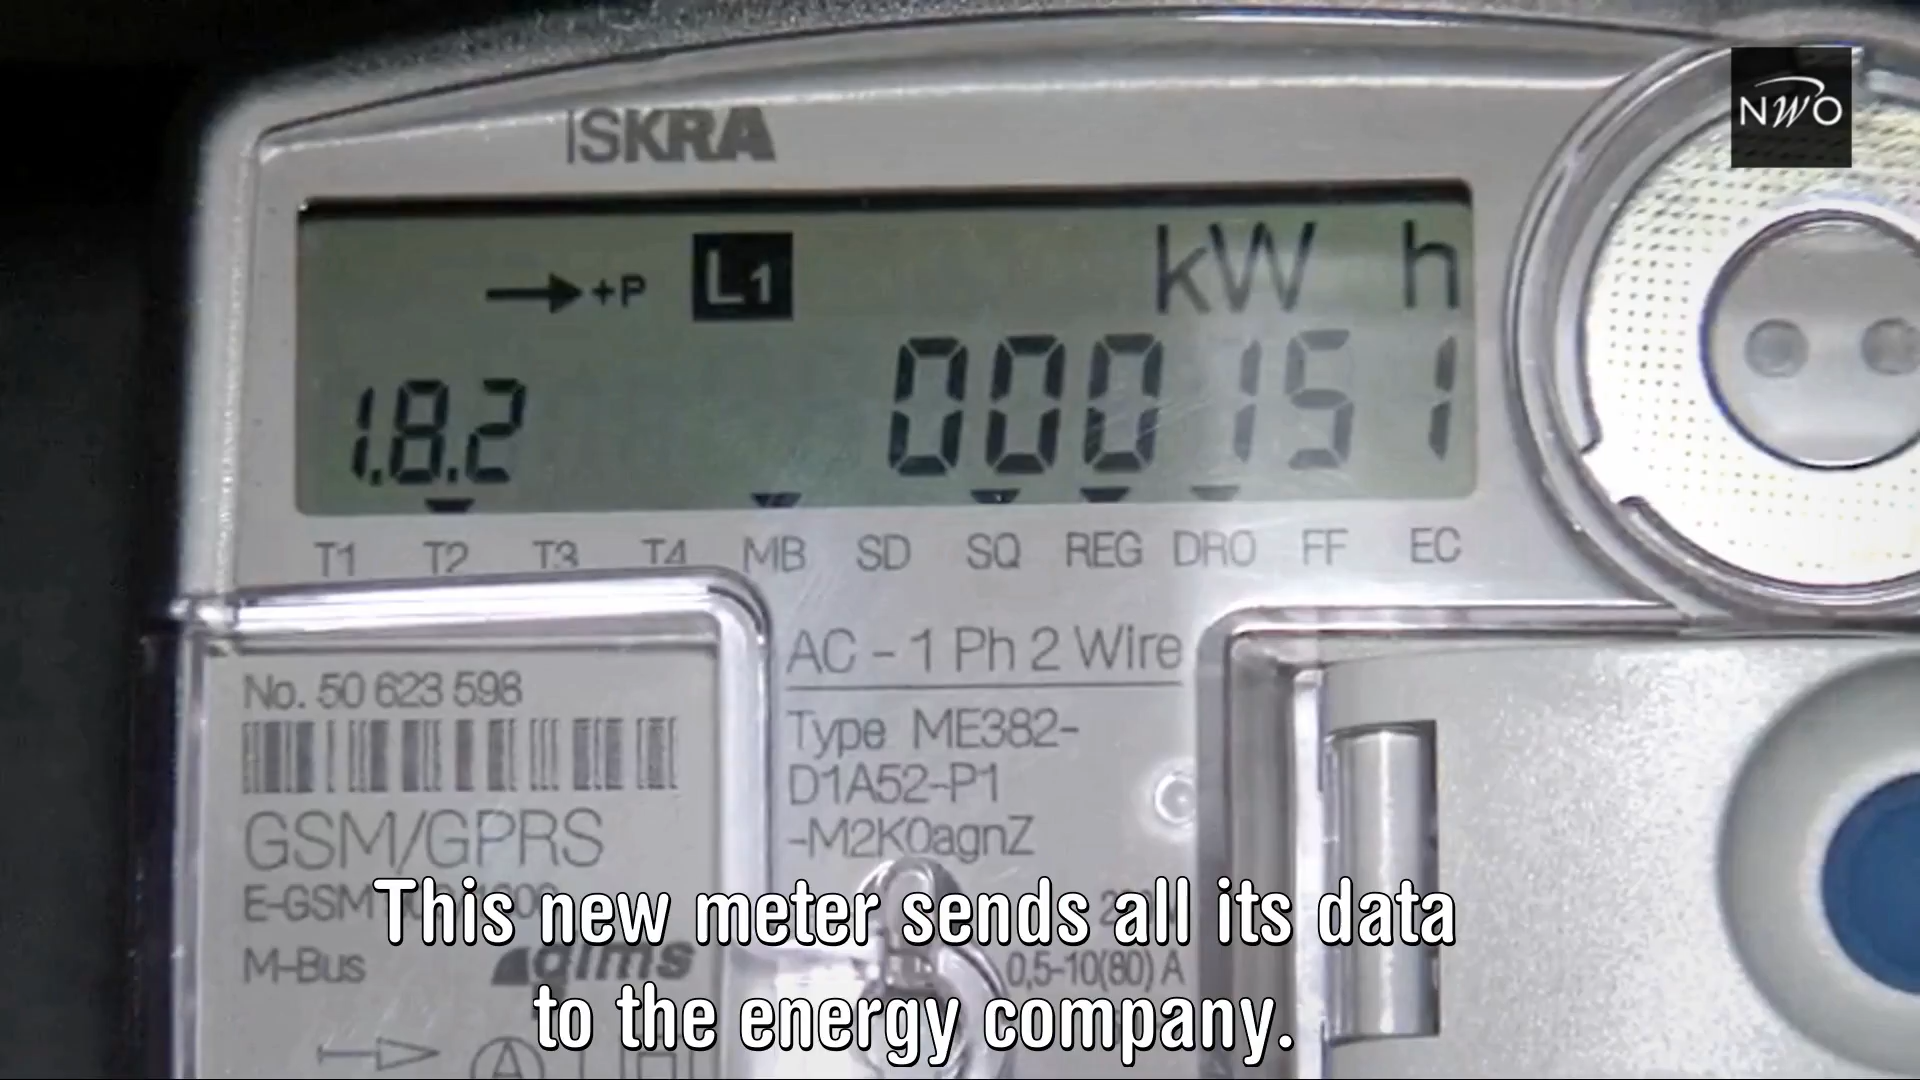 NWO
ISKRA
+P L1 kW h
1.8.2 000151
T1 T2 T3 T4 MB SD SQ REG DRO FF EC
AC - 1 Ph 2 Wire
No. 50 623 598
Type ME382-
D1A52-P1
-M2K0agnZ
GSM/GPRS
E-GSM
M-Bus
0,5-10(80) A
This new meter sends all its data
to the energy company.